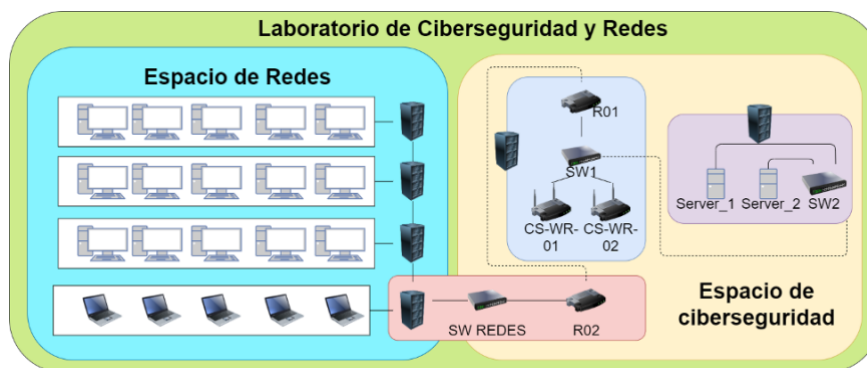 Laboratorio de Ciberseguridad y Redes
Espacio de Redes
R01
SW1
CS-WR-
01
CS-WR-
02
Server_1
Server_2
SW2
SW REDES
R02
Espacio de
ciberseguridad